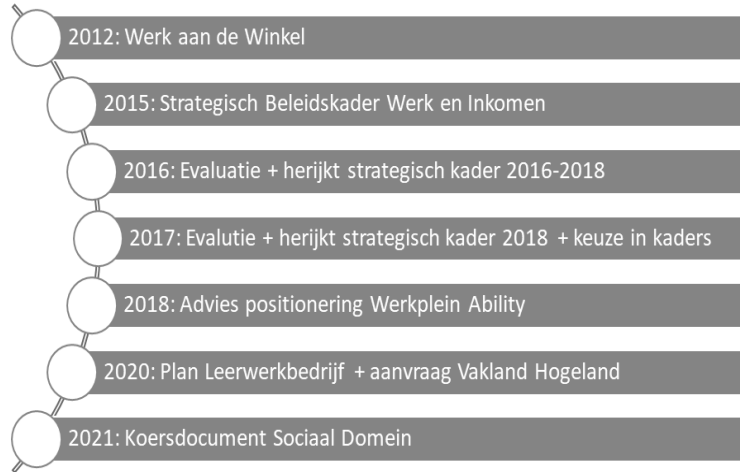 2012: Werk aan de Winkel
2015: Strategisch Beleidskader Werk en Inkomen
2016: Evaluatie + herijkt strategisch kader 2016-2018
2017: Evalutie + herijkt strategisch kader 2018 + keuze in kaders
2018: Advies positionering Werkplein Ability
2020: Plan Leerwerkbedrijf + aanvraag Vakland Hogeland
2021: Koersdocument Sociaal Domein